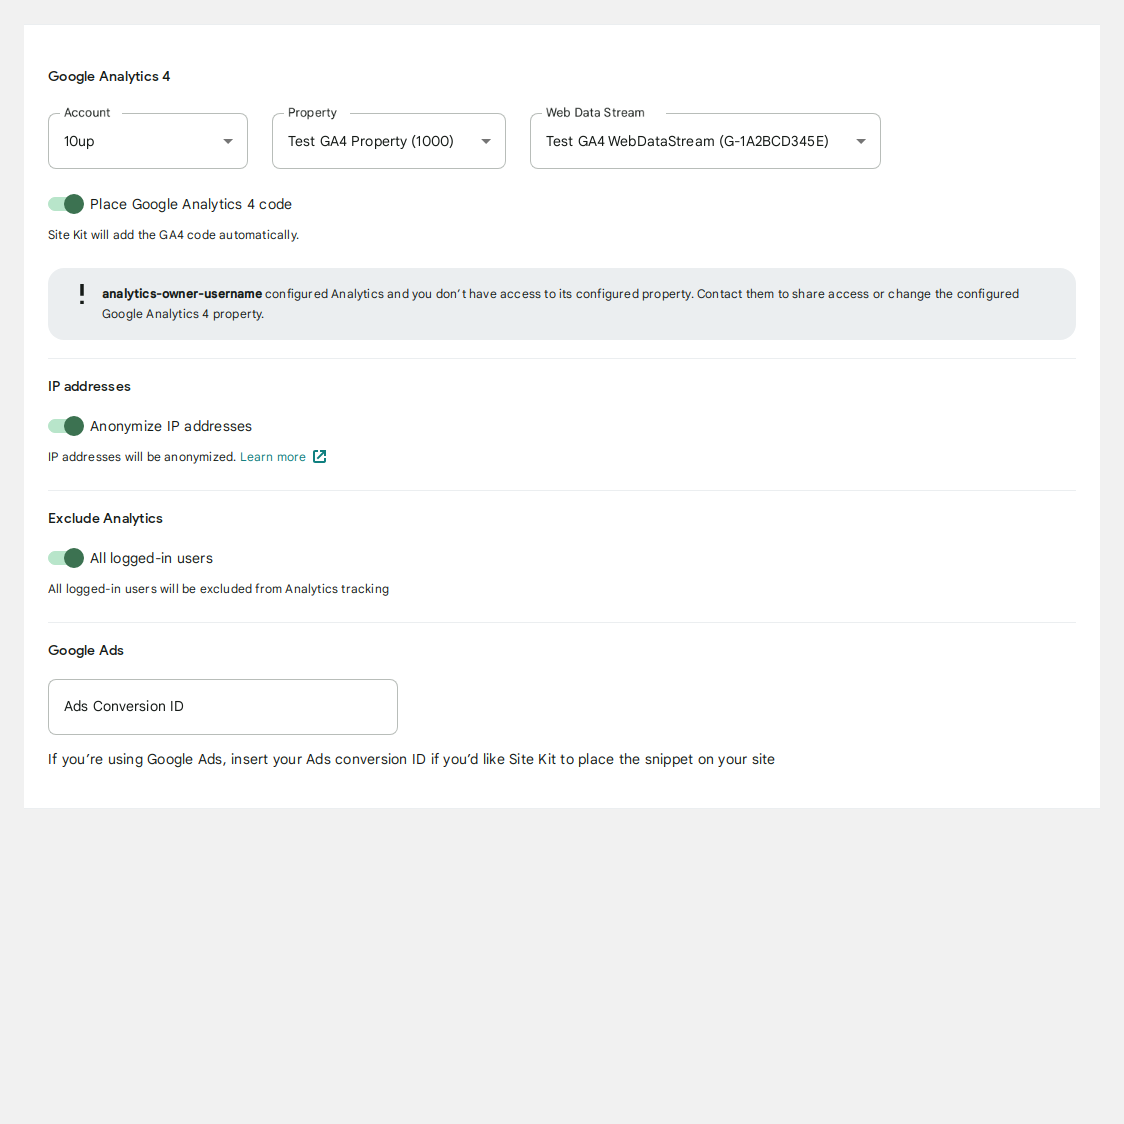 Google Analytics 4
Account
Property
Web Data Stream
10up
Test GA4 Property (1000)
Test GA4 WebDataStream (G-1A2BCD345E)
Place Google Analytics 4 code
Site Kit will add the GA4 code automatically.
! analytics-owner-username configured Analytics and you don't have access to its configured property. Contact them to share access or change the configured
Google Analytics 4 property.
IP addresses
Anonymize IP addresses
IP addresses will be anonymized. Learn more
Exclude Analytics
All logged-in users
All logged-in users will be excluded from Analytics tracking
Google Ads
Ads Conversion ID
If you're using Google Ads, insert your Ads conversion ID if you'd like Site Kit to place the snippet on your site